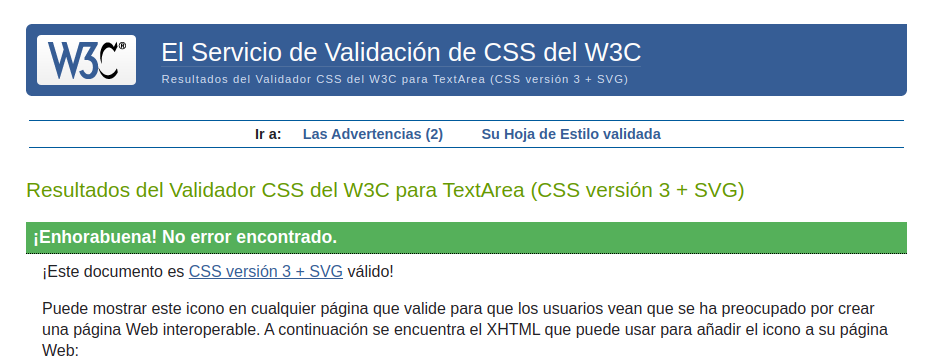 W3C®
El Servicio de Validación de CSS del W3C
Resultados del Validador CSS del W3C para TextArea (CSS versión 3 + SVG)
Ir a: Las Advertencias (2) Su Hoja de Estilo validada
Resultados del Validador CSS del W3C para TextArea (CSS versión 3 + SVG)
¡Enhorabuena! No error encontrado.
¡Este documento es CSS versión 3 + SVG válido!
Puede mostrar este icono en cualquier página que valide para que los usuarios vean que se ha preocupado por crear
una página Web interoperable. A continuación se encuentra el XHTML que puede usar para añadir el icono a su página
Web: